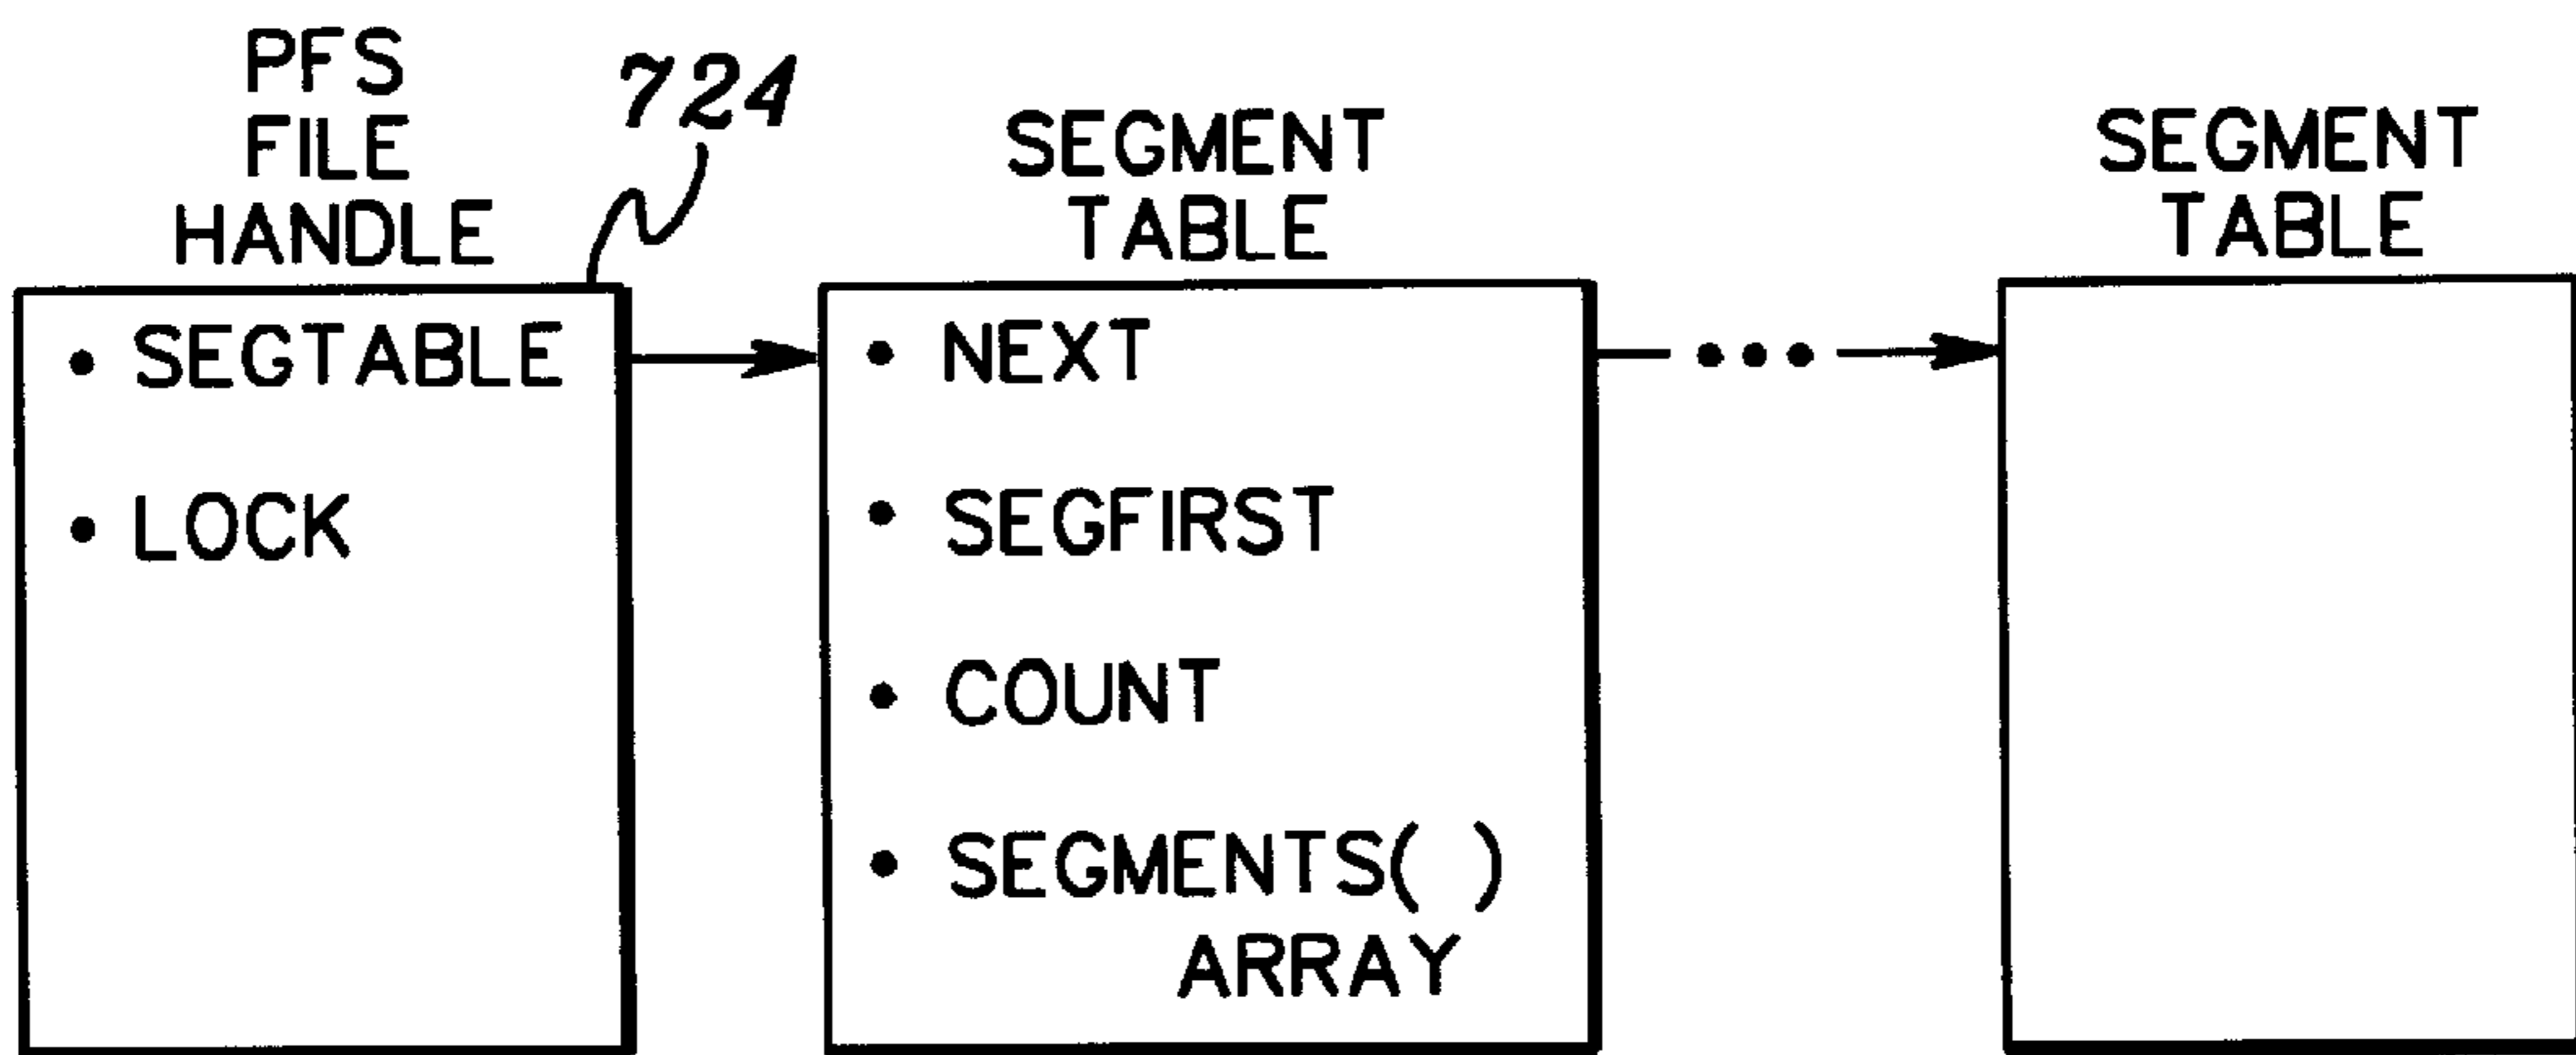 PFS
FILE
HANDLE
724
• SEGTABLE
• LOCK
SEGMENT
TABLE
• NEXT
• SEGFIRST
• COUNT
• SEGMENTS( )
ARRAY
SEGMENT
TABLE